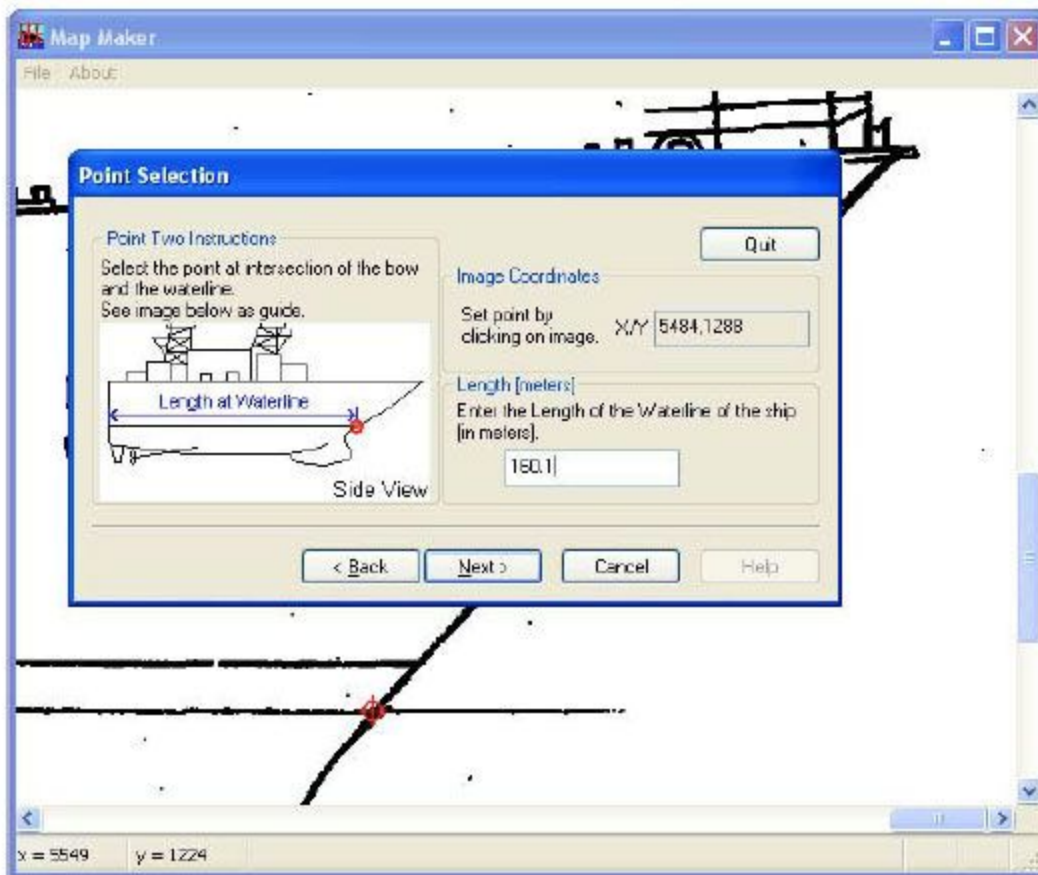 Map Maker
File About
Point Selection
Point Two Instructions
Select the point at intersection of the bow
and the waterline.
See image below as guide.
Length at Waterline
Side View
Quit
Image Coordinates
Set point by
clicking on image.
X/Y 5484,1288
Length [meters]
Enter the Length of the Waterline of the ship
[in meters].
160.1
< Back
Next >
Cancel
Help
x = 5549
y = 1224